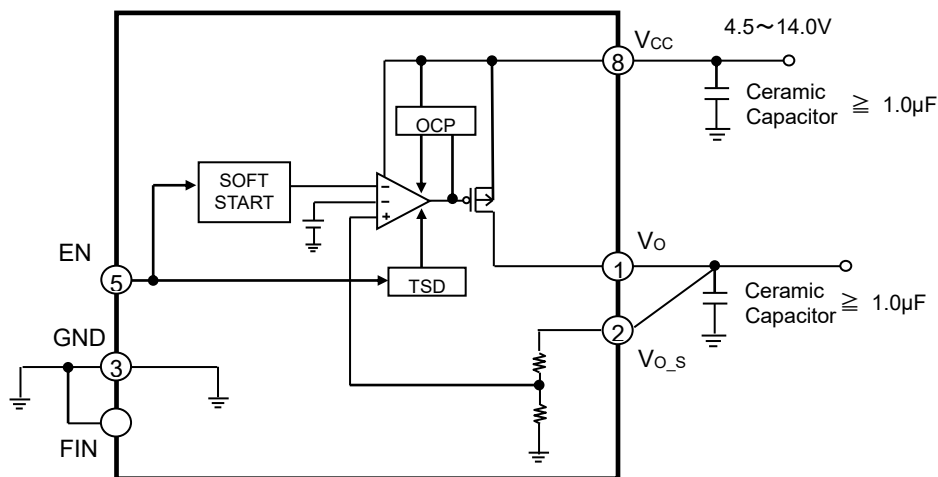 4.5～14.0V
VCC
8
Ceramic
Capacitor ≧ 1.0µF
OCP
SOFT
START
−
−
+
EN
5
TSD
VO
1
Ceramic
Capacitor ≧ 1.0µF
2
VO_S
GND
3
FIN